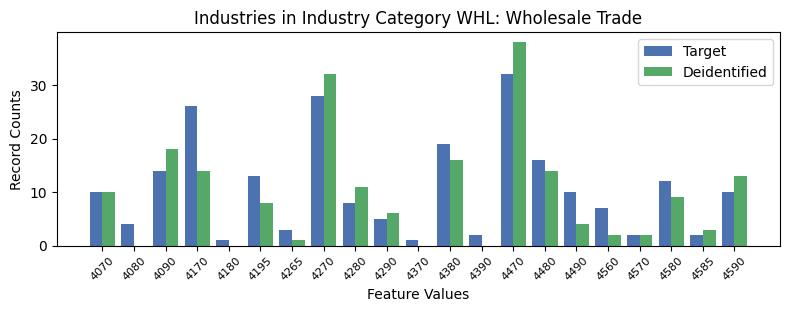 Industries in Industry Category WHL: Wholesale Trade
Target
Deidentified
Record Counts
30
20
10
0
4070 4080 4090 4170 4180 4195 4265 4270 4280 4290 4370 4380 4390 4470 4480 4490 4560 4570 4580 4585 4590
Feature Values